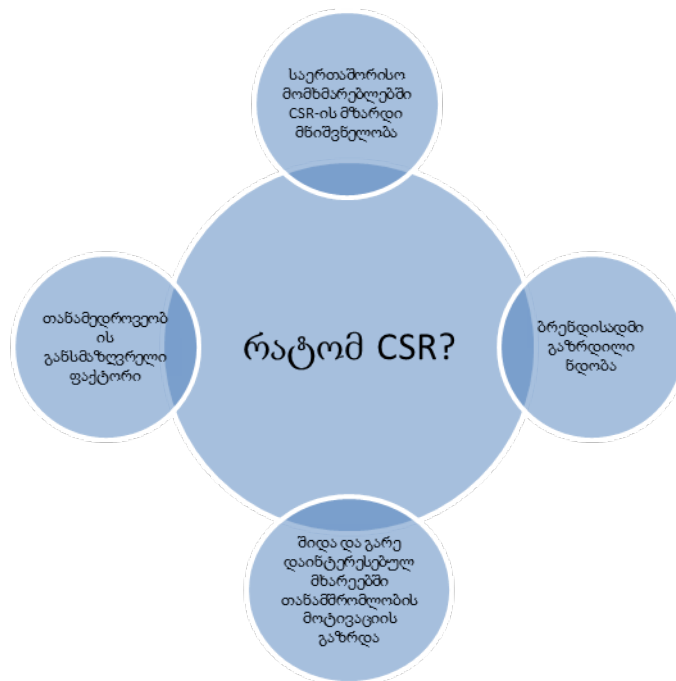 საერთაშორისო
მომხმარებლებში
CSR-ის მზარდი
მნიშვნელობა
თანამედროვეობ
ის
განსმაზღვრელი
ფაქტორი
რატომ CSR?
ბრენდისადმი
გაზრდილი
ნდობა
შიდა და გარე
დაინტერესებულ
მხარეებში
თანამშრომლობის
მოტივაციის
გაზრდა